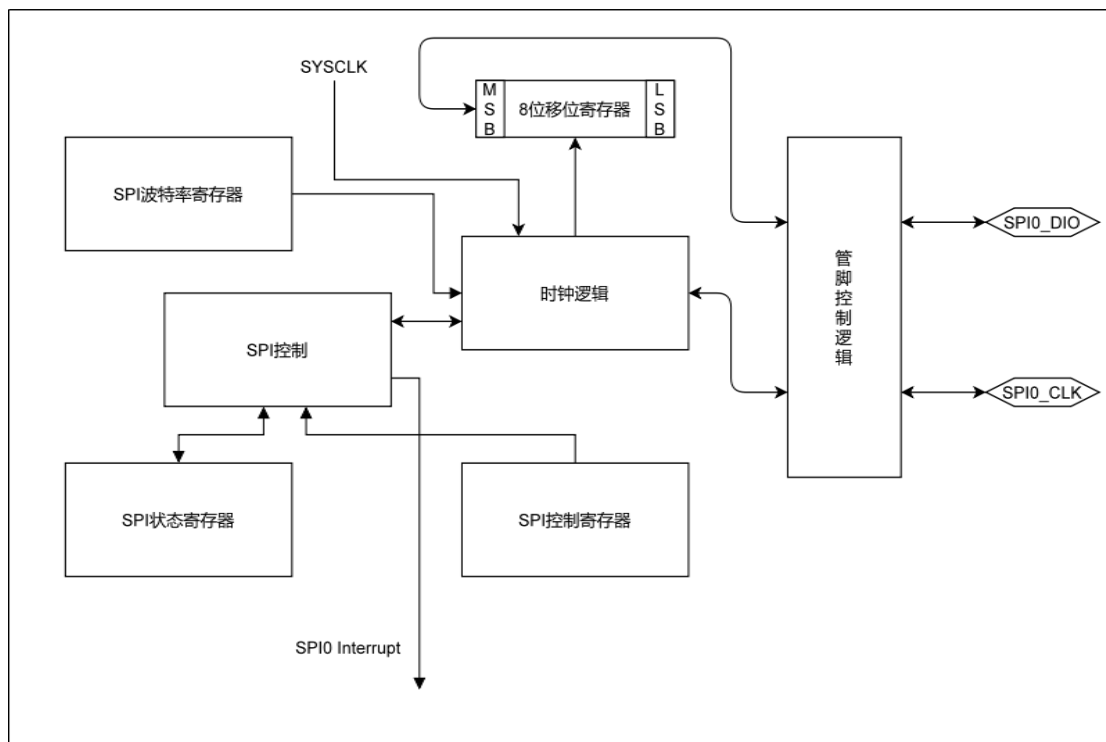 SYSCLK
MSB
8位移位寄存器
LSB
SPI波特率寄存器
时钟逻辑
管脚控制逻辑
SPI0_DIO
SPI控制
SPI0_CLK
SPI状态寄存器
SPI控制寄存器
SPI0 Interrupt